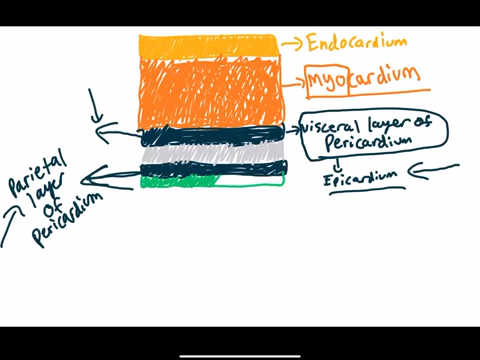 Endocardium
myocardium
visceral layer of
Pericardium
Epicardium
Parietal
layer
of
pericardium